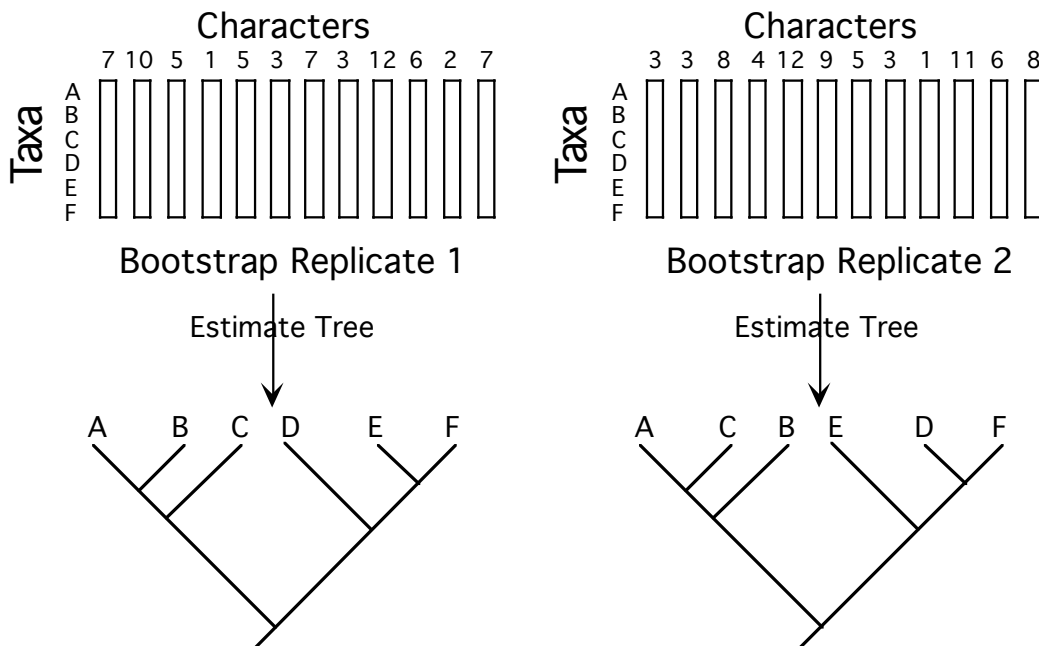 Characters
7 10 5 1 5 3 7 3 12 6 2 7
Taxa
A
B
C
D
E
F
Bootstrap Replicate 1
Estimate Tree
A B C D E F
Characters
3 3 8 4 12 9 5 3 1 11 6 8
Taxa
A
B
C
D
E
F
Bootstrap Replicate 2
Estimate Tree
A C B E D F